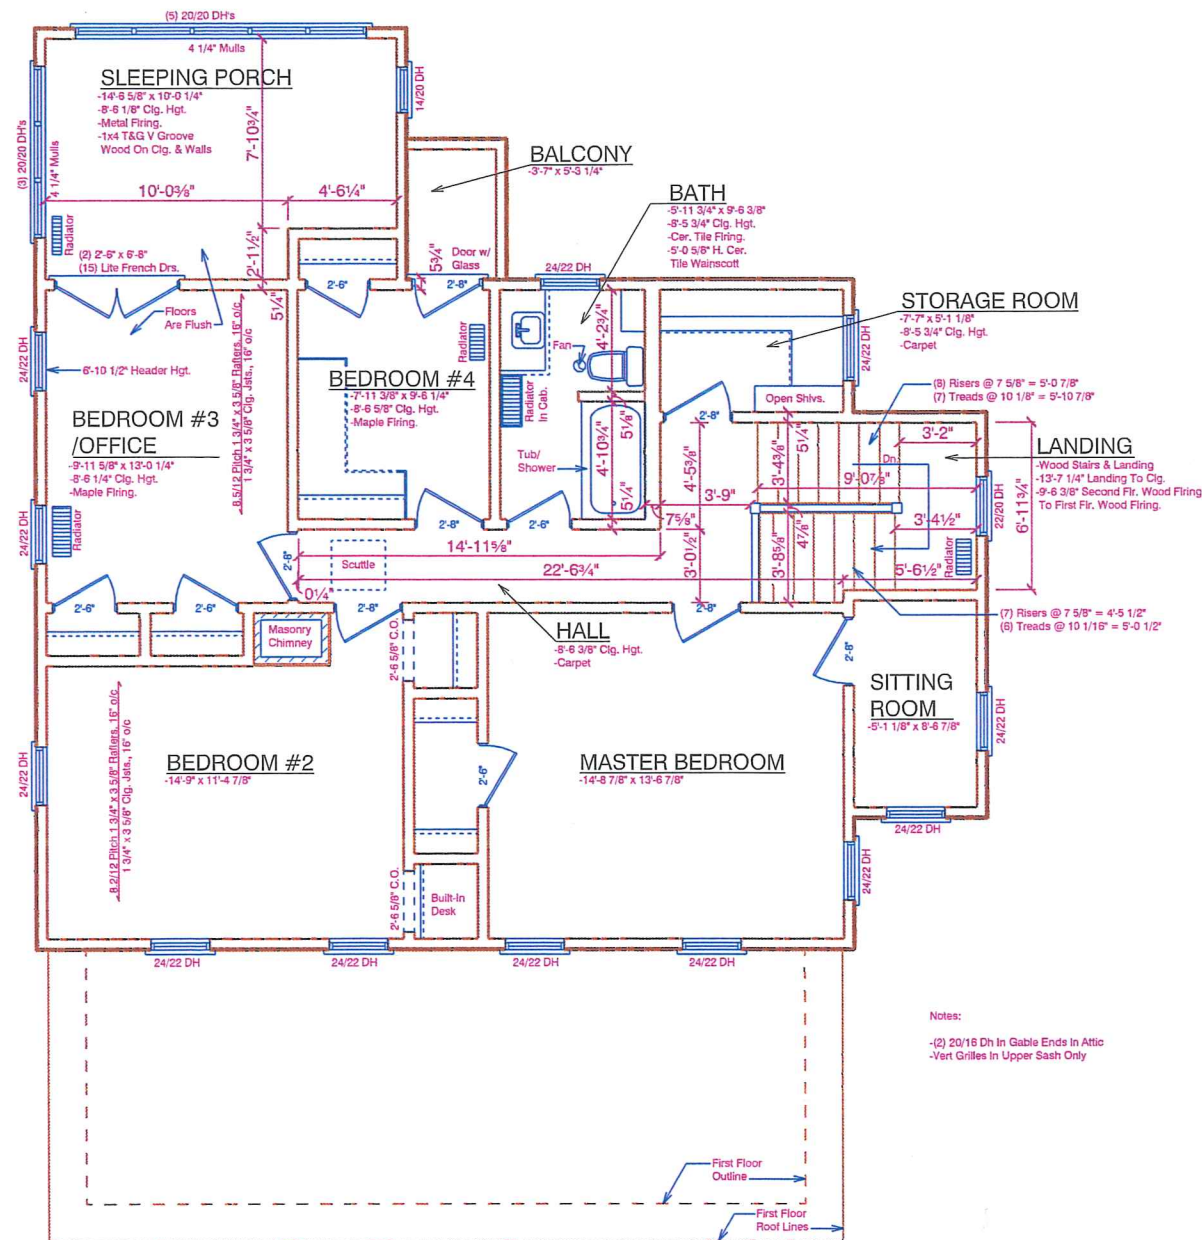 (5) 20/20 DH's
4 1/4" Mulls
SLEEPING PORCH
-14'-6 5/8" x 10'-0 1/4"
-8'-6 1/8" Clg. Hgt.
-Metal Flring.
-1x4 T&G V Groove
Wood On Clg. & Walls
7'-10¾"
14/20 DH
(3) 20/20 DH's
4 1/4" Mulls
10'-0⅜"
4'-6¼"
Radiator
(2) 2'-6" x 6'-8"
(15) Lite French Drs.
2'-11½"
5¼"
BALCONY
-3'-7" x 5'-3 1/4"
Door w/
Glass
5¾"
2'-6"
2'-8"
24/22 DH
BATH
-5'-11 3/4" x 9'-6 3/8"
-8'-5 3/4" Clg. Hgt.
-Cer. Tile Flring.
-5'-0 5/8" H. Cer.
Tile Wainscott
STORAGE ROOM
-7'-7" x 5'-1 1/8"
-8'-5 3/4" Clg. Hgt.
-Carpet
24/22 DH
Open Shlvs.
2'-8"
Floors
Are Flush
24/22 DH
6'-10 1/2" Header Hgt.
8.5/12 Pitch 1 3/4" x 3 5/8" Rafters, 16" o/c
1 3/4" x 3 5/8" Clg. Jsts., 16" o/c
BEDROOM #3
/OFFICE
-9'-11 5/8" x 13'-0 1/4"
-8'-6 1/4" Clg. Hgt.
-Maple Flring.
24/22 DH
Radiator
BEDROOM #4
-7'-11 3/8" x 9'-6 1/4"
-8'-6 5/8" Clg. Hgt.
-Maple Flring.
Radiator
Fan
4'-2¾"
Radiator
In Cab.
Tub/
Shower
4'-10¾"
5⅛"
5¼"
2'-8"
2'-6"
(8) Risers @ 7 5/8" = 5'-0 7/8"
(7) Treads @ 10 1/8" = 5'-10 7/8"
LANDING
-Wood Stairs & Landing
-13'-7 1/4" Landing To Clg.
-9'-6 3/8" Second Flr. Wood Flring
To First Flr. Wood Flring.
3'-2"
5¼"
3'-4⅜"
4'-5⅜"
Dn.
9'-0⅞"
3'-9"
7⅝"
4⅞"
3'-4½"
22/20 DH
6'-11¾"
Radiator
14'-11⅝"
3'-0½"
3'-8⅝"
22'-6¾"
5'-6½"
Scuttle
2'-8"
0¼"
2'-6"
2'-6"
2'-8"
2'-8"
HALL
-8'-6 3/8" Clg. Hgt.
-Carpet
(7) Risers @ 7 5/8" = 4'-5 1/2"
(6) Treads @ 10 1/16" = 5'-0 1/2"
Masonry
Chimney
2'-6 5/8" C.O.
2'-8"
SITTING
ROOM
-5'-1 1/8" x 8'-6 7/8"
24/22 DH
24/22 DH
BEDROOM #2
-14'-9" x 11'-4 7/8"
24/22 DH
8.2/12 Pitch 1 3/4" x 3 5/8" Rafters, 16" o/c
1 3/4" x 3 5/8" Clg. Jsts., 16" o/c
2'-6"
MASTER BEDROOM
-14'-8 7/8" x 13'-6 7/8"
24/22 DH
2'-6 5/8" C.O.
Built-In
Desk
24/22 DH
24/22 DH
24/22 DH
24/22 DH
Notes:
-(2) 20/16 Dh In Gable Ends In Attic
-Vert Grilles In Upper Sash Only
First Floor
Outline
First Floor
Roof Lines